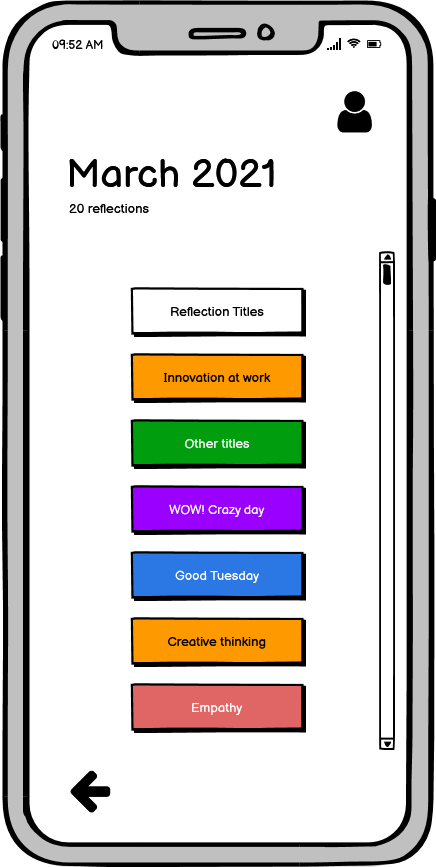 09:52 AM
March 2021
20 reflections
Reflection Titles
Innovation at work
Other titles
WOW! Crazy day
Good Tuesday
Creative thinking
Empathy